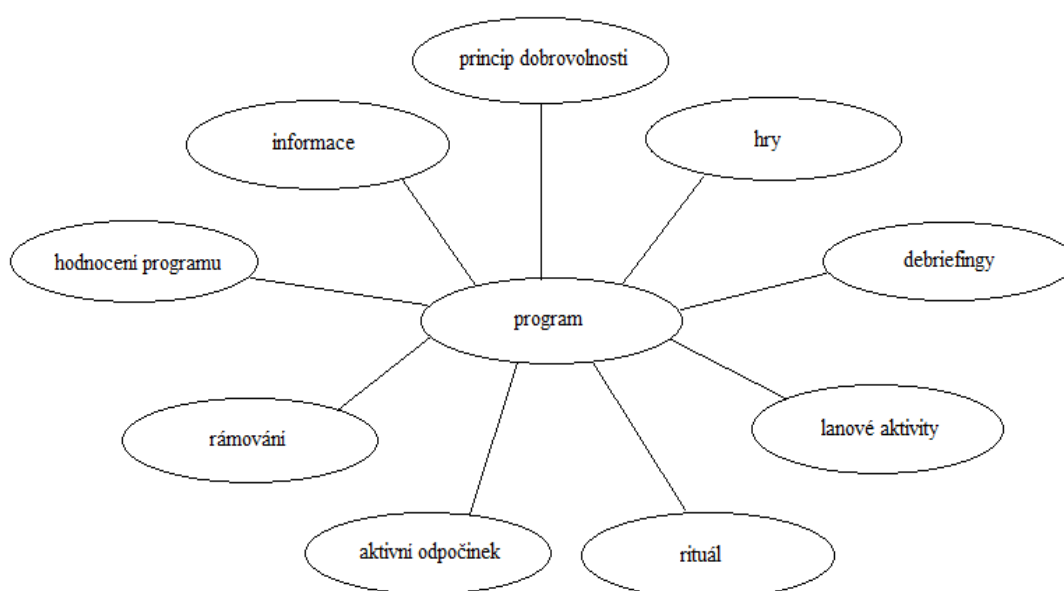 princip dobrovolnosti
informace
hry
hodnocení programu
debriefingy
program
rámování
lanové aktivity
aktivní odpočinek
rituál